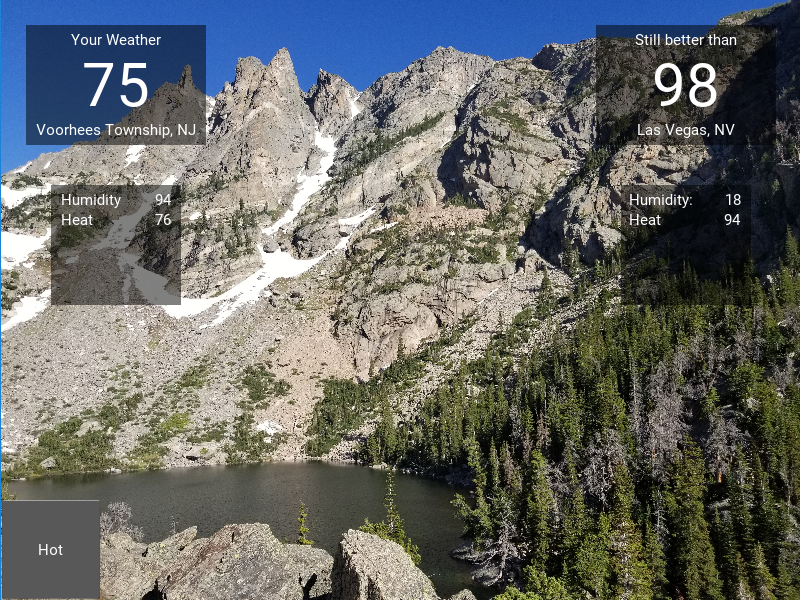 Your Weather
75
Voorhees Township, NJ
Humidity 94
Heat 76
Still better than
98
Las Vegas, NV
Humidity: 18
Heat 94
Hot